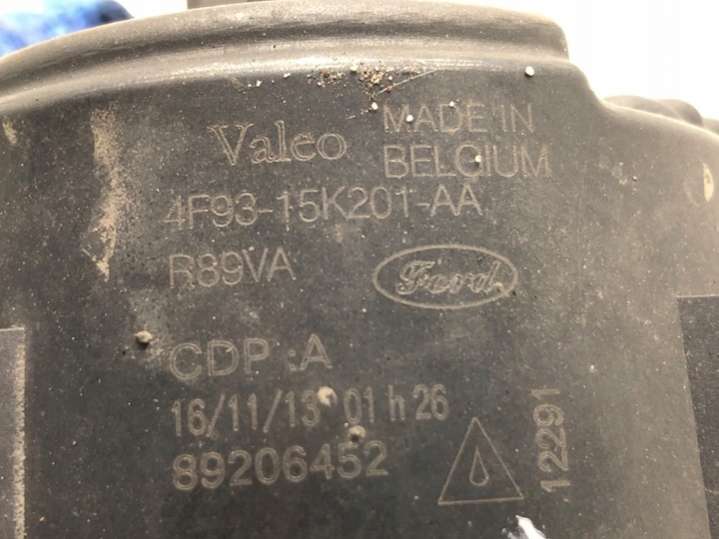 Valeo MADE IN
BELGIUM
4F93-15K201-AA
R89VA Ford
CDP :A
16/11/13 01 h 26
89206452
12291